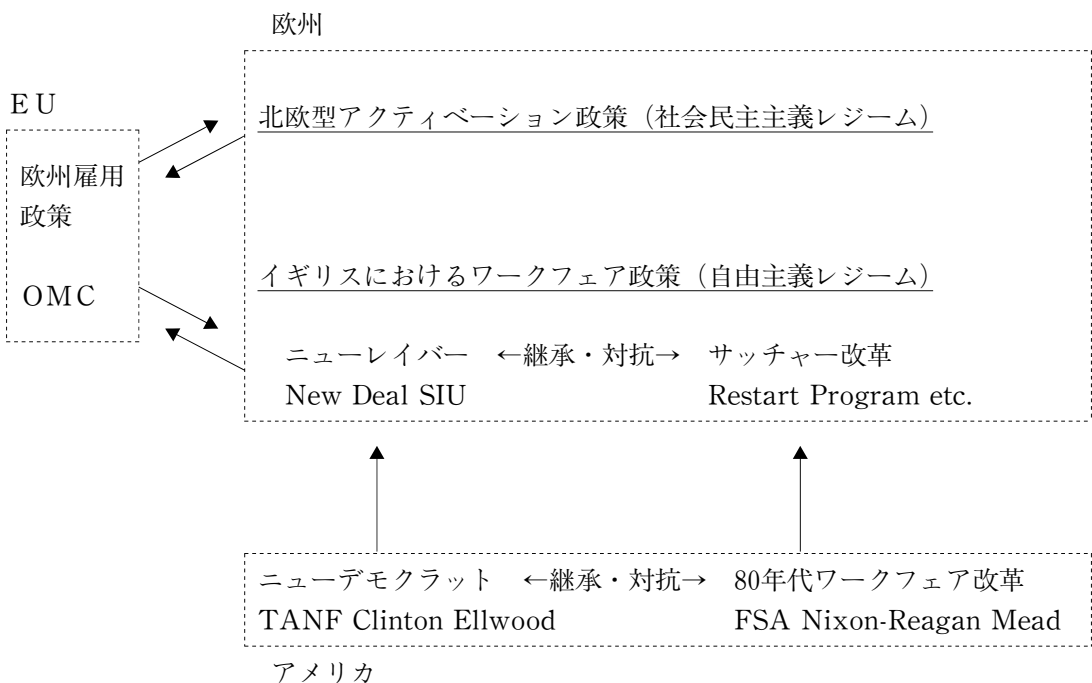 欧州
EU
欧州雇用
政策
OMC
北欧型アクティベーション政策(社会民主主義レジーム)
イギリスにおけるワークフェア政策(自由主義レジーム)
ニューレイバー ←継承・対抗→ サッチャー改革
New Deal SIU Restart Program etc.
ニューデモクラット ←継承・対抗→ 80年代ワークフェア改革
TANF Clinton Ellwood FSA Nixon-Reagan Mead
アメリカ